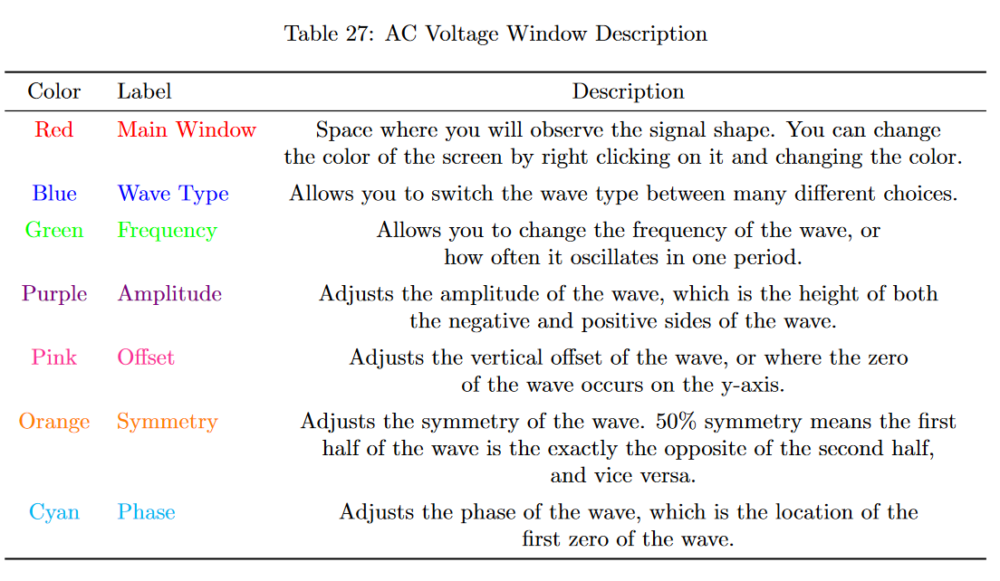 Table 27: AC Voltage Window Description
Color Label Description
Red Main Window Space where you will observe the signal shape. You can change
the color of the screen by right clicking on it and changing the color.
Blue Wave Type Allows you to switch the wave type between many different choices.
Green Frequency Allows you to change the frequency of the wave, or
how often it oscillates in one period.
Purple Amplitude Adjusts the amplitude of the wave, which is the height of both
the negative and positive sides of the wave.
Pink Offset Adjusts the vertical offset of the wave, or where the zero
of the wave occurs on the y-axis.
Orange Symmetry Adjusts the symmetry of the wave. 50% symmetry means the first
half of the wave is the exactly the opposite of the second half,
and vice versa.
Cyan Phase Adjusts the phase of the wave, which is the location of the
first zero of the wave.